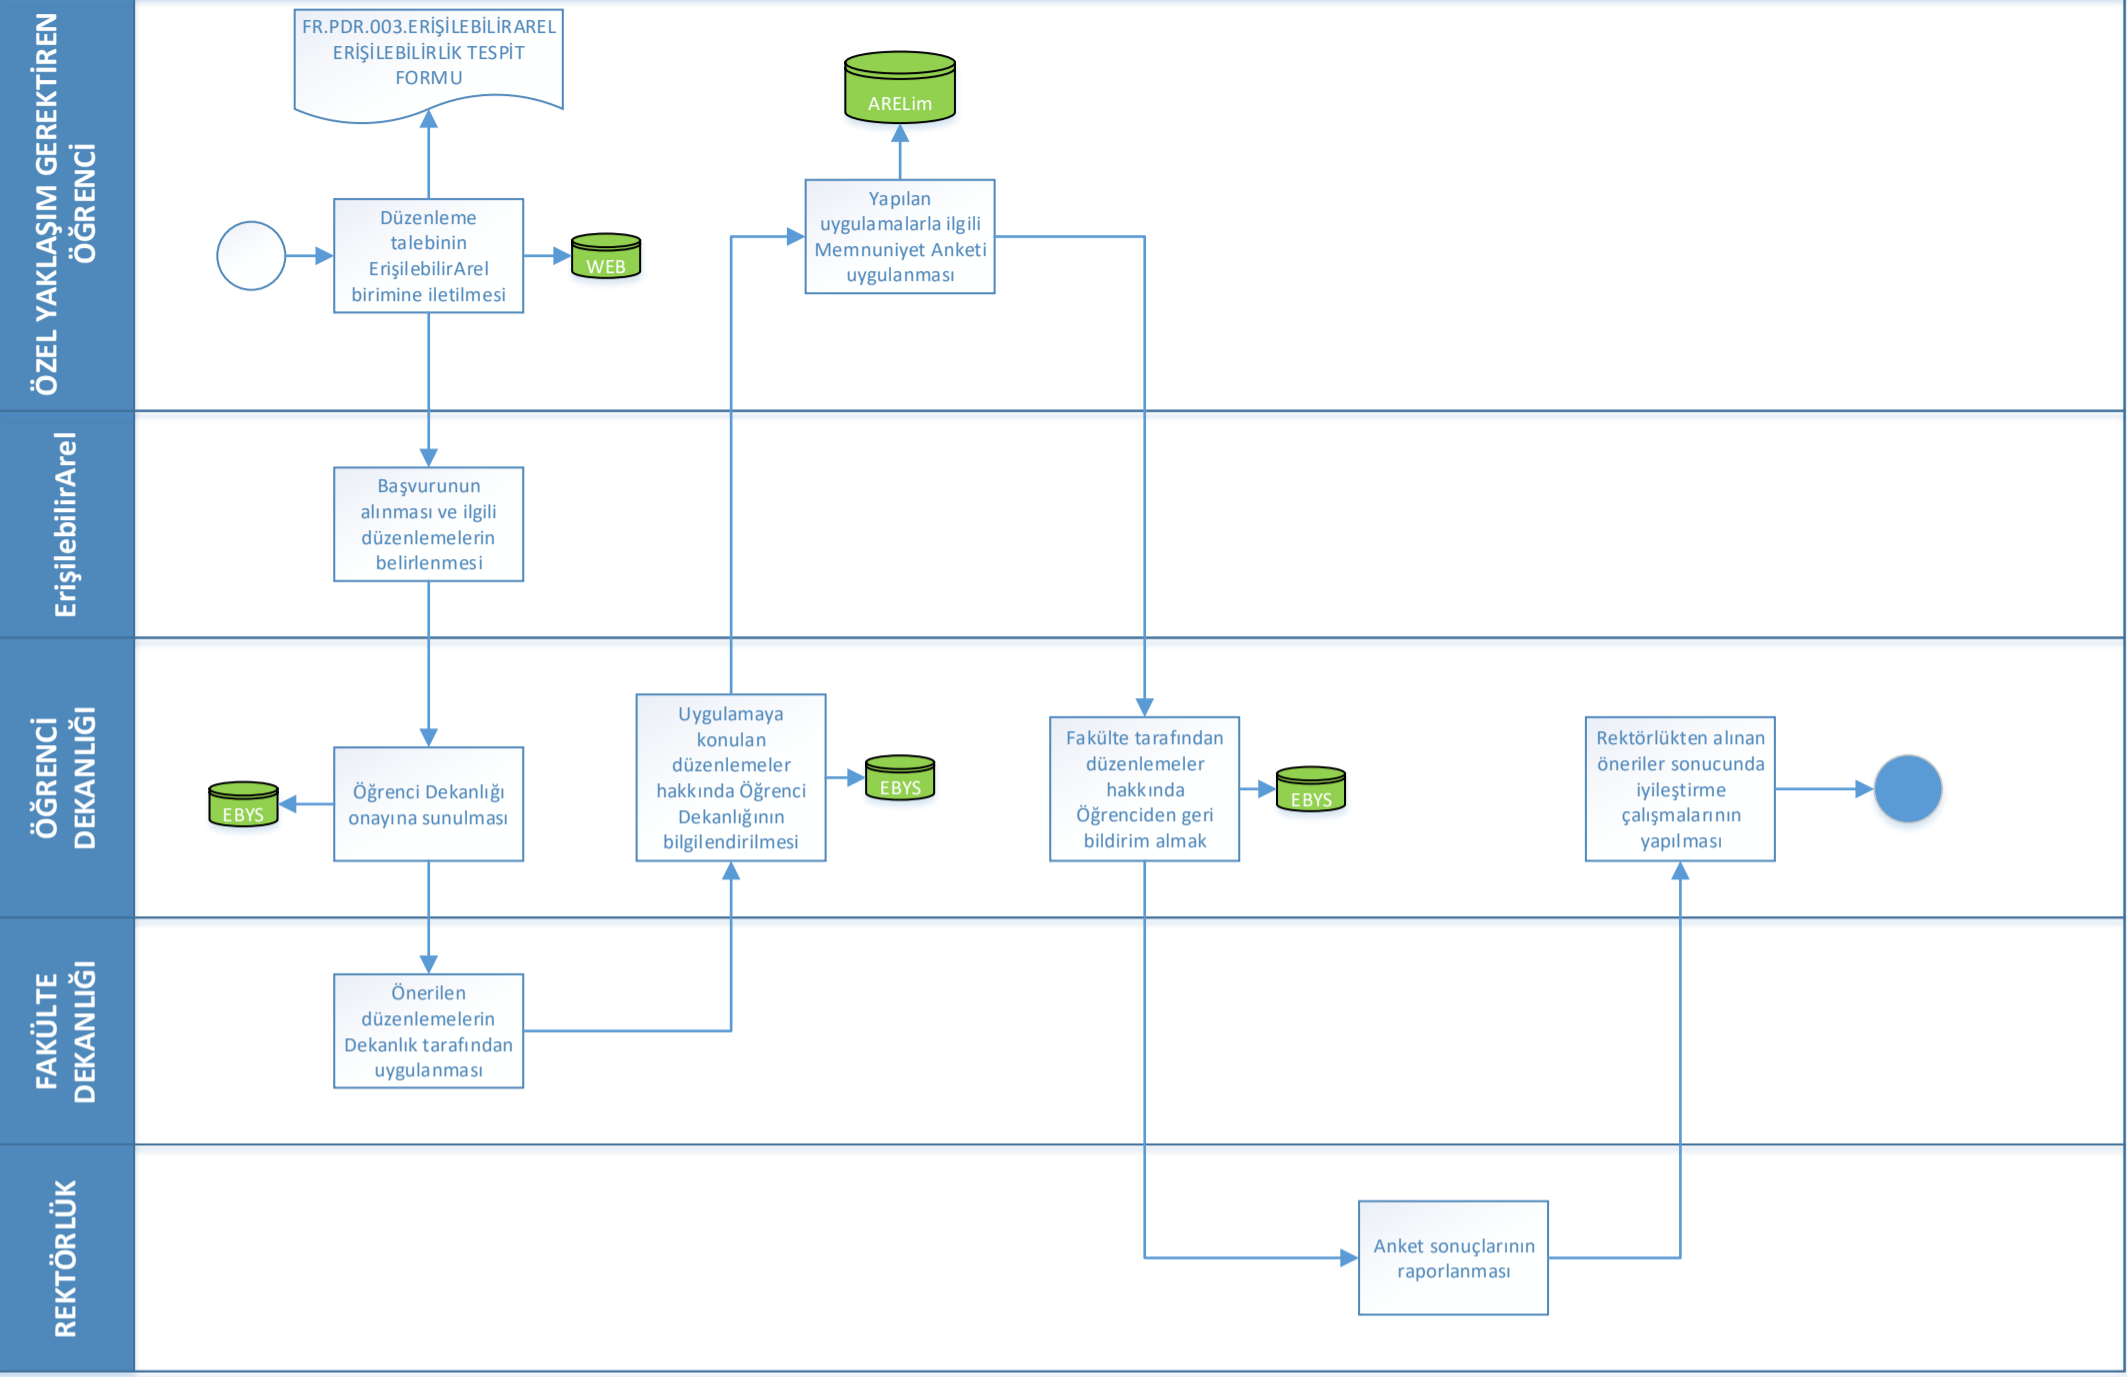 ÖZEL YAKLAŞIM GEREKTİREN
ÖĞRENCİ
FR.PDR.003.ERİŞİLEBİLİRAREL
ERİŞİLEBİLİRLİK TESPİT
FORMU
Düzenleme
talebinin
ErişilebilirArel
birimine iletilmesi
WEB
ARELim
Yapılan
uygulamalarla ilgili
Memnuniyet Anketi
uygulanması
ErişilebilirArel
Başvurunun
alınması ve ilgili
düzenlemelerin
belirlenmesi
ÖĞRENCİ
DEKANLIĞI
EBYS
Öğrenci Dekanlığı
onayına sunulması
Uygulamaya
konulan
düzenlemeler
hakkında Öğrenci
Dekanlığının
bilgilendirilmesi
EBYS
Fakülte tarafından
düzenlemeler
hakkında
Öğrenciden geri
bildirim almak
EBYS
Rektörlükten alınan
öneriler sonucunda
iyileştirme
çalışmalarının
yapılması
FAKÜLTE
DEKANLIĞI
Önerilen
düzenlemelerin
Dekanlık tarafından
uygulanması
REKTÖRLÜK
Anket sonuçlarının
raporlanması